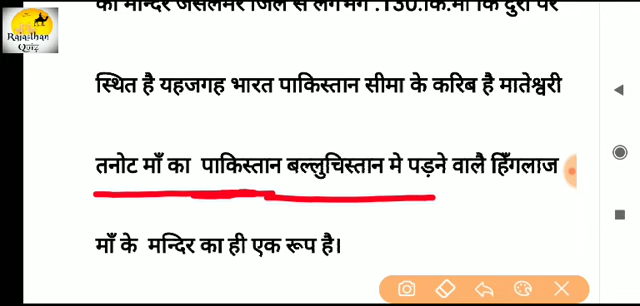 Rajasthan
Quiz
का मन्दिर जैसलमेर जिले से लगभग .130.कि.मी कि दुरी पर
स्थित है यहजगह भारत पाकिस्तान सीमा के करिब है मातेश्वरी
तनोट माँ का पाकिस्तान बल्लुचिस्तान मे पड़ने वालै हिँगलाज
माँ के मन्दिर का ही एक रूप है।